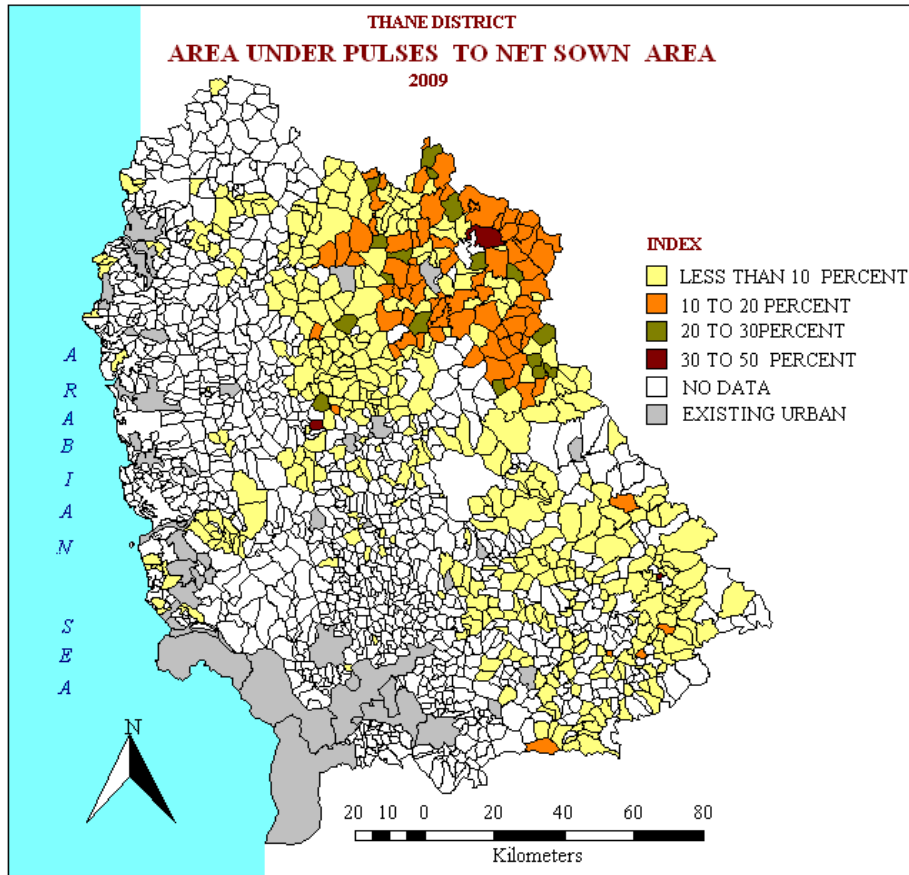 THANE DISTRICT
AREA UNDER PULSES TO NET SOWN AREA
2009
INDEX
LESS THAN 10 PERCENT
10 TO 20 PERCENT
20 TO 30PERCENT
30 TO 50 PERCENT
NO DATA
EXISTING URBAN
ARABIAN
SEA
N
20 10 0 20 40 60 80
Kilometers